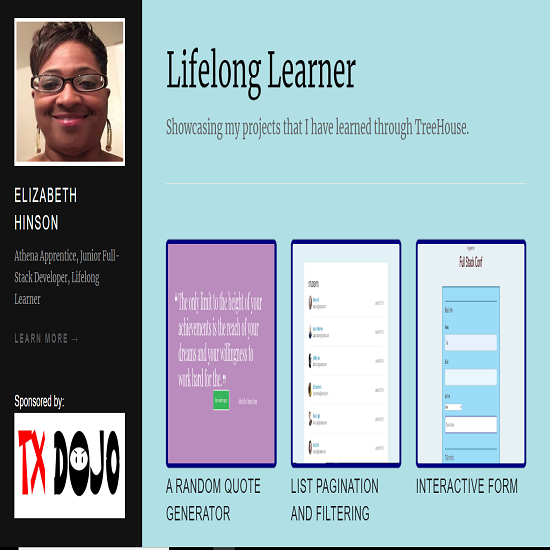 ELIZABETH
HINSON
Athena Apprentice, Junior Full-
Stack Developer, Lifelong
Learner
LEARN MORE →
Sponsored by:
TX DOJO
Lifelong Learner
Showcasing my projects that I have learned through TreeHouse.
❝The only limit to the height of your
achievements is the reach of your
dreams and your willingness to
work hard for the.❞
A RANDOM QUOTE
GENERATOR
STUDENTS
LIST PAGINATION
AND FILTERING
Full Stack Conf
INTERACTIVE FORM